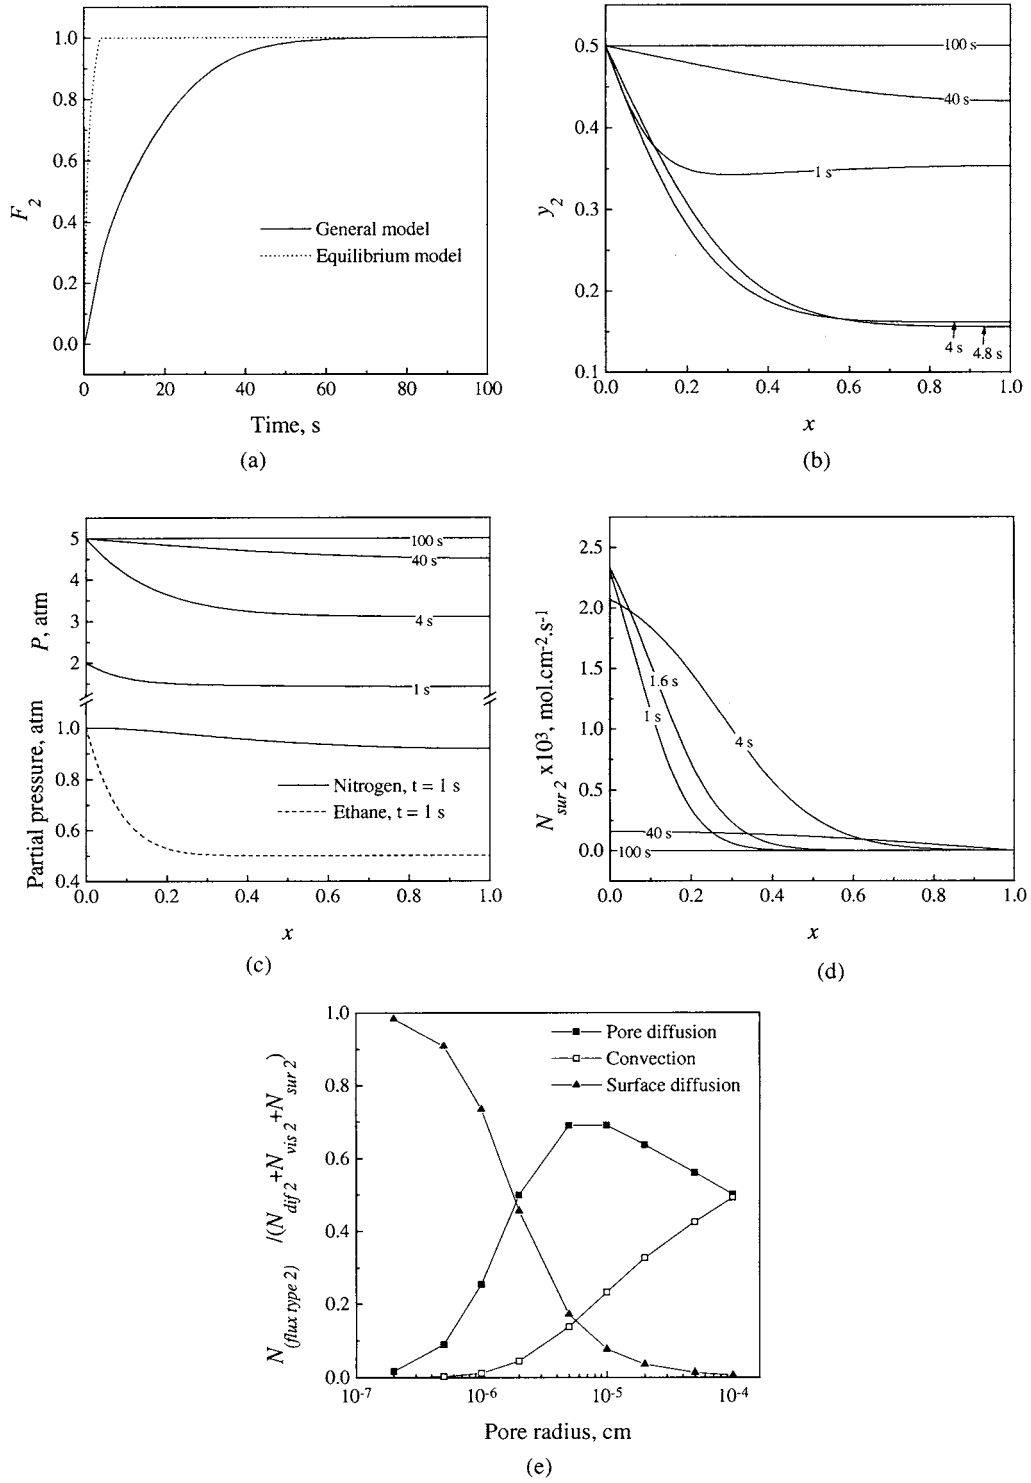 1.0
0.8
0.6
0.4
0.2
0.0
F2
General model
Equilibrium model
0 20 40 60 80 100
Time, s
(a)
0.5
0.4
0.3
0.2
0.1
y2
100 s
40 s
1 s
4 s
4.8 s
0.0 0.2 0.4 0.6 0.8 1.0
x
(b)
5
4
3
2
1.0
0.8
0.6
0.4
P, atm
Partial pressure, atm
100 s
40 s
4 s
1 s
Nitrogen, t = 1 s
Ethane, t = 1 s
0.0 0.2 0.4 0.6 0.8 1.0
x
(c)
2.5
2.0
1.5
1.0
0.5
0.0
N sur 2 x10³, mol.cm-2.s-1
1.6 s
1 s
4 s
40 s
100 s
0.0 0.2 0.4 0.6 0.8 1.0
x
(d)
1.0
0.8
0.6
0.4
0.2
0.0
N(flux type 2) /(N dif 2+N vis 2+N sur 2)
Pore diffusion
Convection
Surface diffusion
10-7 10-6 10-5 10-4
Pore radius, cm
(e)